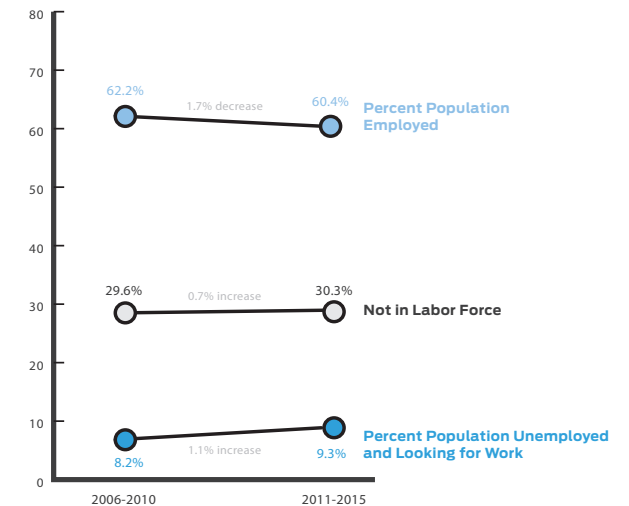 80
70
60
50
40
30
20
10
0
62.2%
1.7% decrease
60.4%
Percent Population
Employed
29.6%
0.7% increase
30.3%
Not in Labor Force
8.2%
1.1% increase
9.3%
Percent Population Unemployed
and Looking for Work
2006-2010
2011-2015